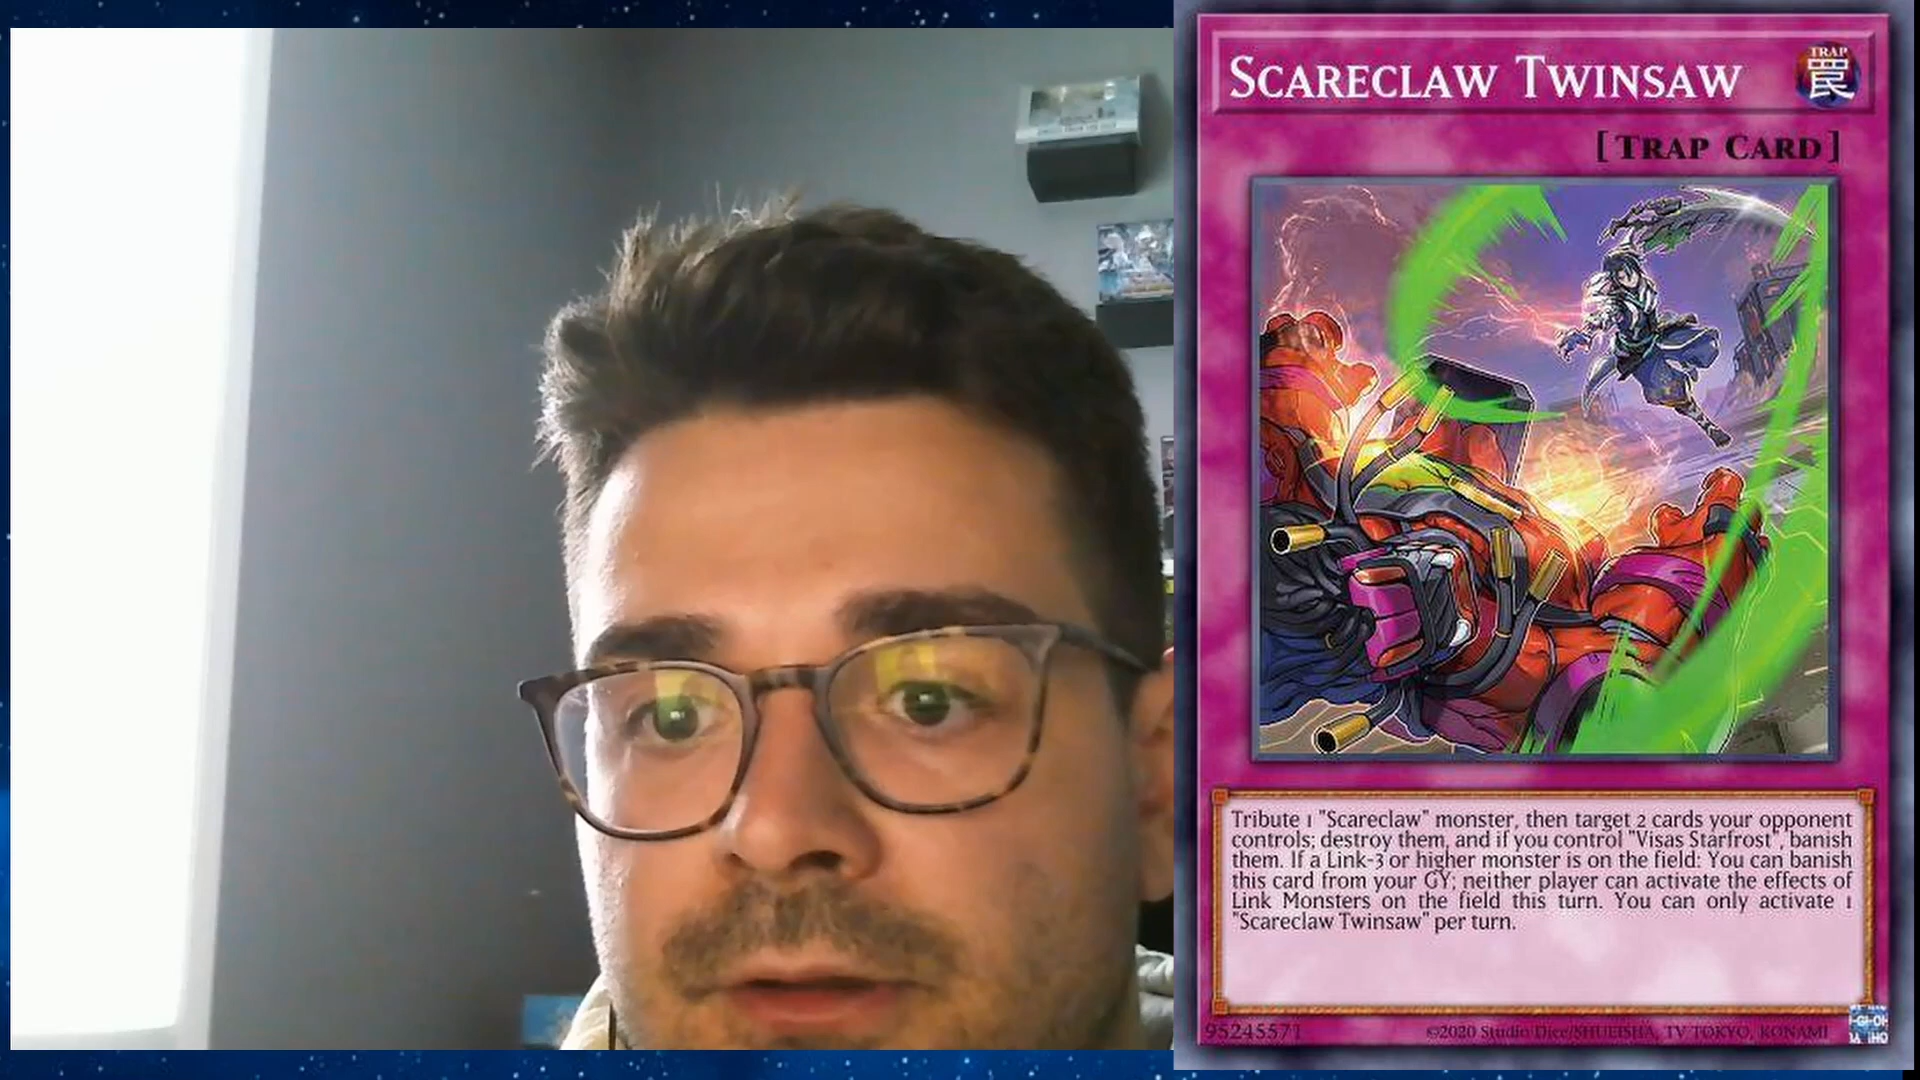 SCARECLAW TWINSAW
TRAP
罠
[TRAP CARD]
Tribute 1 "Scareclaw" monster, then target 2 cards your opponent
controls; destroy them, and if you control "Visas Starfrost", banish
them. If a Link-3 or higher monster is on the field: You can banish
this card from your GY; neither player can activate the effects of
Link Monsters on the field this turn. You can only activate 1
"Scareclaw Twinsaw" per turn.
95245571
©2020 Studio Dice/SHUEISHA, TV TOKYO, KONAMI